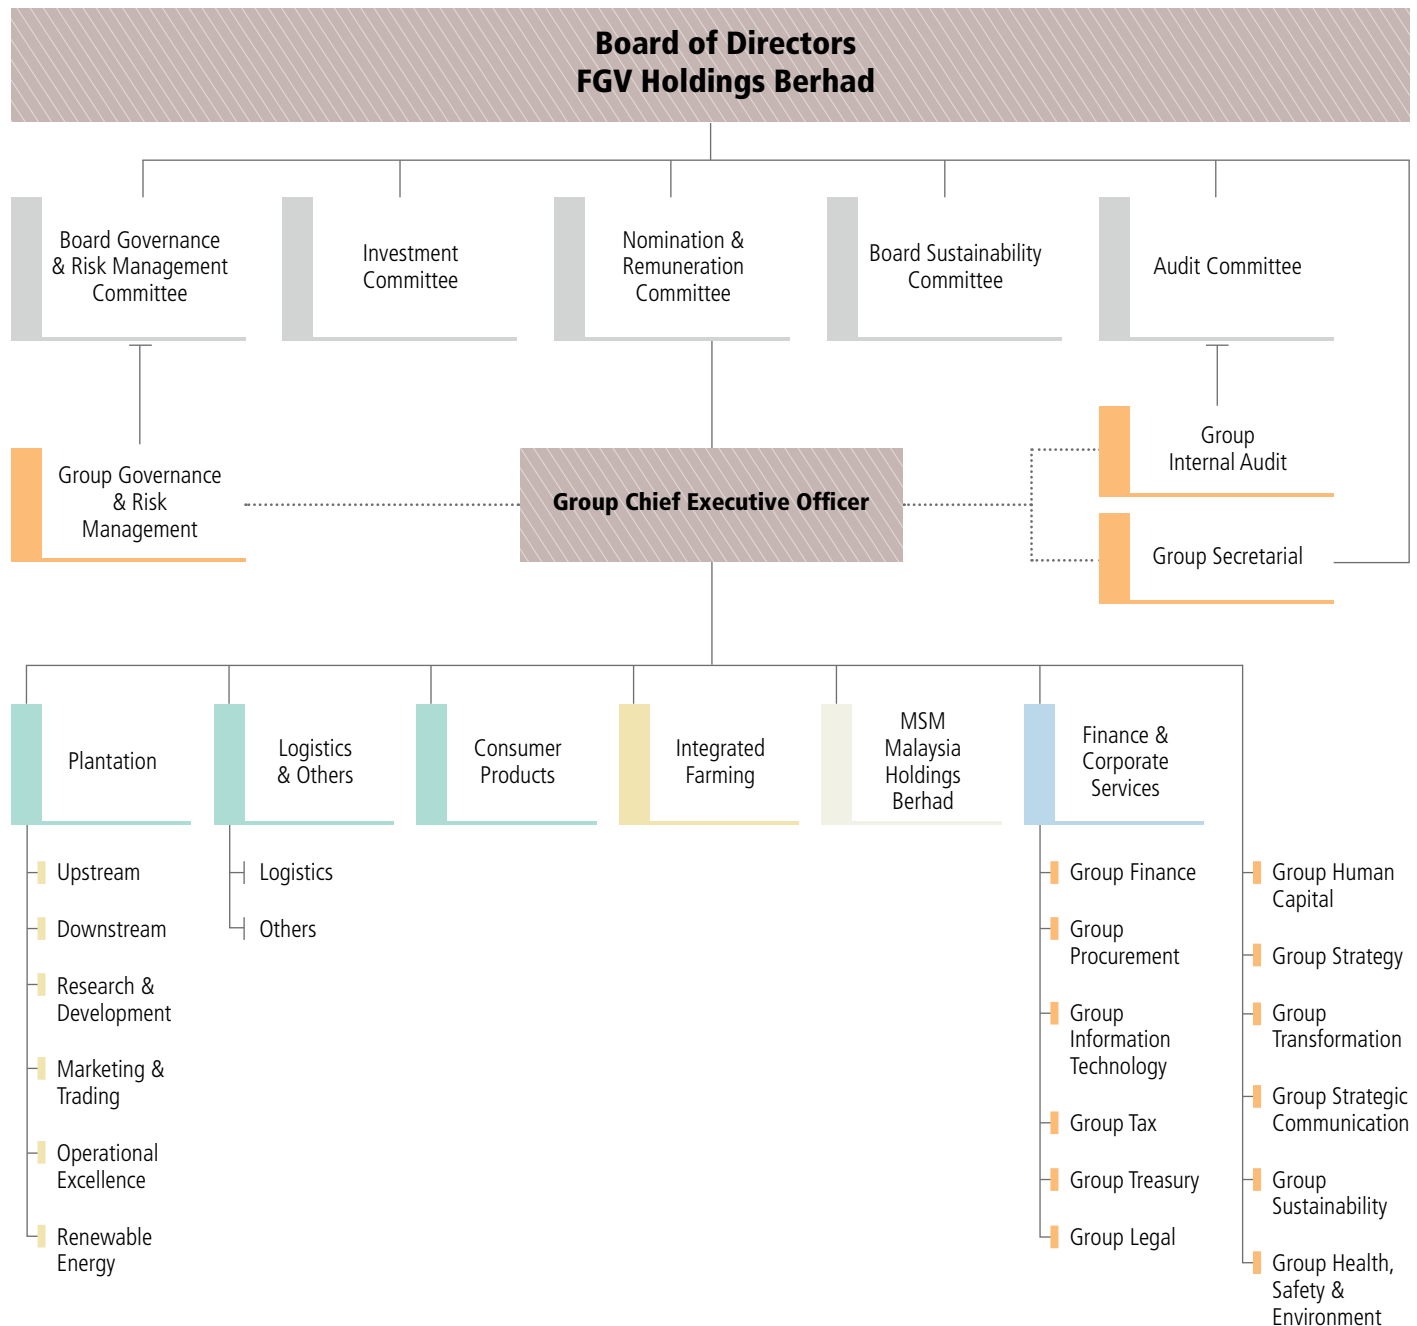 Board of Directors
FGV Holdings Berhad
Board Governance
& Risk Management
Committee
Investment
Committee
Nomination &
Remuneration
Committee
Board Sustainability
Committee
Audit Committee
Group Governance
& Risk
Management
Group Chief Executive Officer
Group
Internal Audit
Group Secretarial
Plantation
Logistics
& Others
Consumer
Products
Integrated
Farming
MSM
Malaysia
Holdings
Berhad
Finance &
Corporate
Services
Upstream
Downstream
Research &
Development
Marketing &
Trading
Operational
Excellence
Renewable
Energy
Logistics
Others
Group Finance
Group
Procurement
Group
Information
Technology
Group Tax
Group Treasury
Group Legal
Group Human
Capital
Group Strategy
Group
Transformation
Group Strategic
Communication
Group
Sustainability
Group Health,
Safety &
Environment